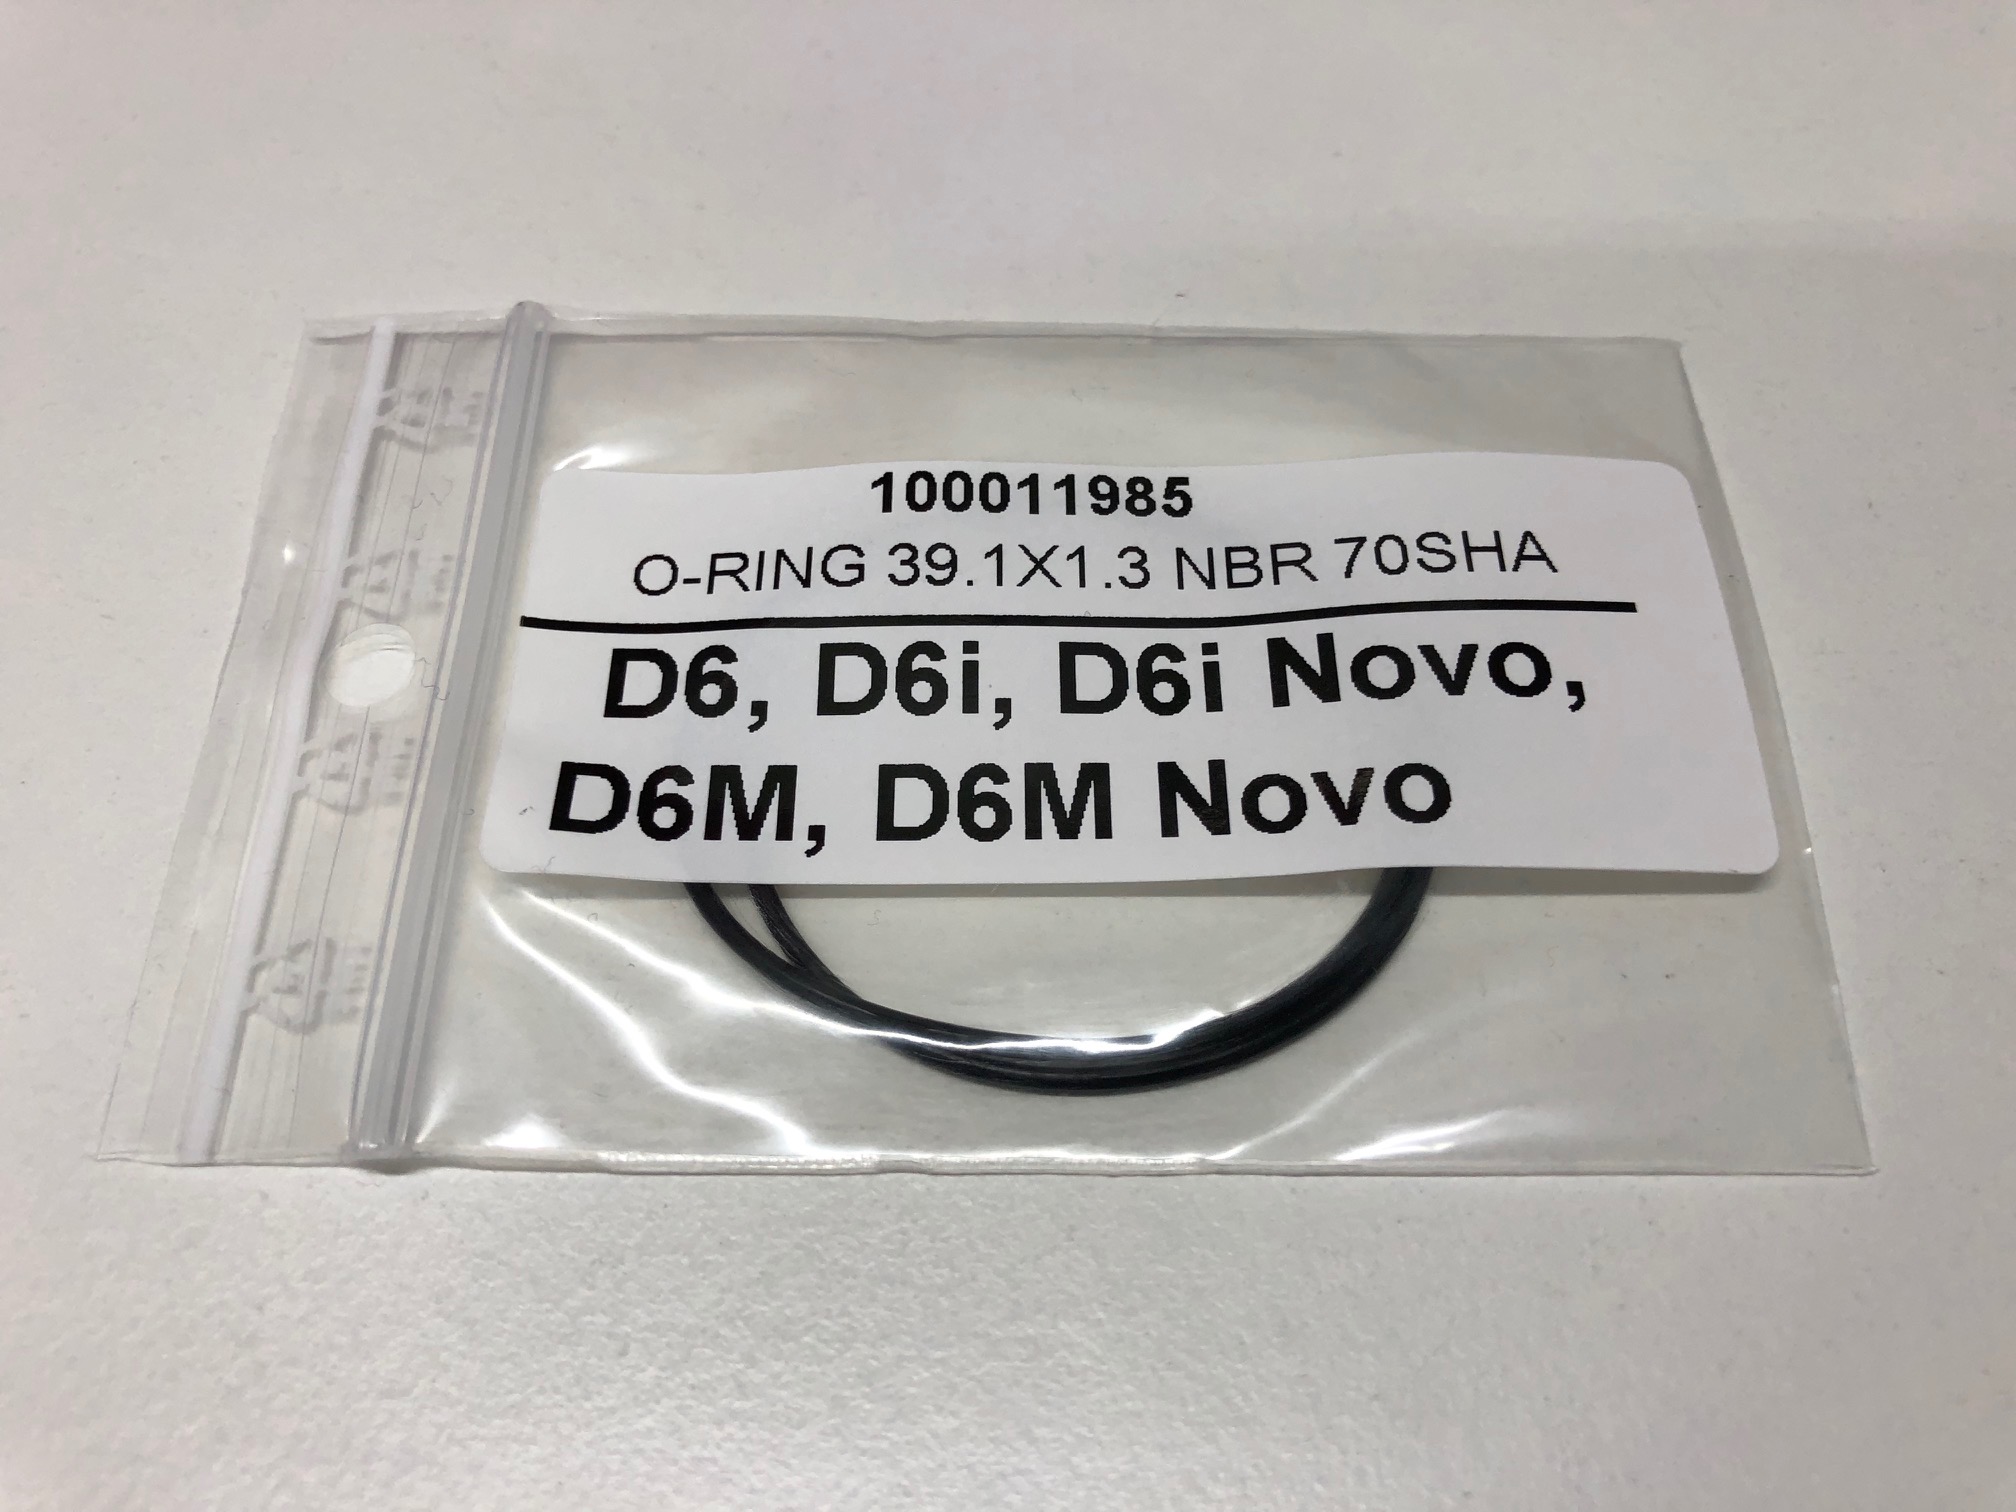 100011985
O-RING 39.1X1.3 NBR 70SHA
D6, D6i, D6i Novo,
D6M, D6M Novo